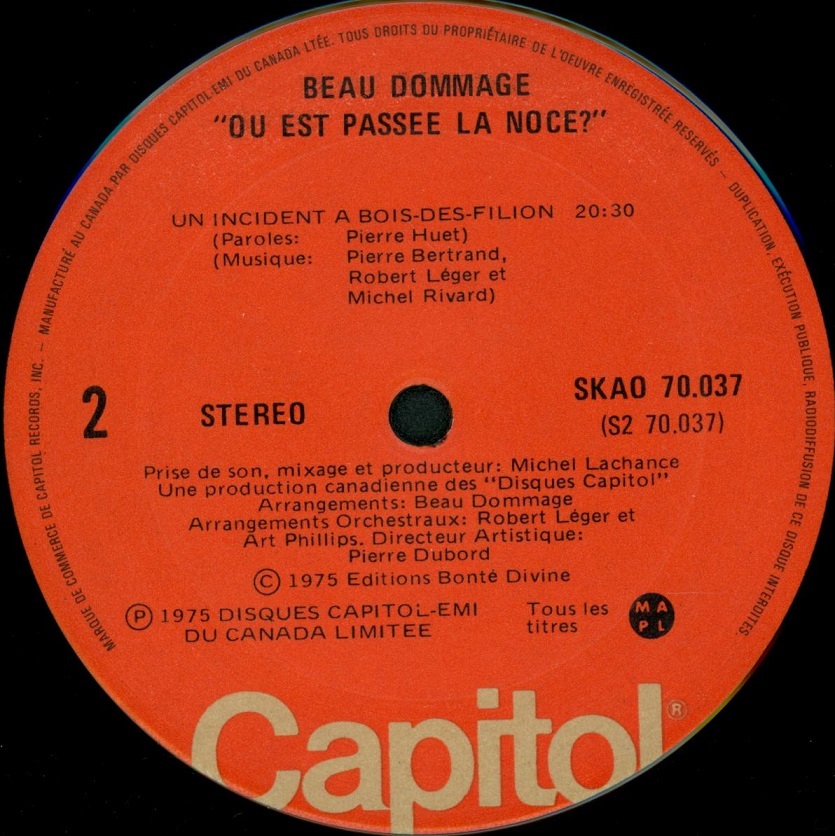 MARQUE DE COMMERCE DE CAPITOL RECORDS, INC. — MANUFACTURÉ AU CANADA PAR DISQUES CAPITOL-EMI DU CANADA LTÉE. TOUS DROITS DU PROPRIÉTAIRE DE L'OEUVRE ENREGISTRÉE RESERVÉS — DUPLICATION, EXÉCUTION PUBLIQUE, RADIODIFFUSION DE CE DISQUE INTERDITES.
BEAU DOMMAGE
"OU EST PASSEE LA NOCE?"
UN INCIDENT A BOIS-DES-FILION 20:30
(Paroles: Pierre Huet)
(Musique: Pierre Bertrand,
Robert Léger et
Michel Rivard)
2 STEREO SKAO 70.037
(S2 70.037)
Prise de son, mixage et producteur: Michel Lachance
Une production canadienne des "Disques Capitol"
Arrangements: Beau Dommage
Arrangements Orchestraux: Robert Léger et
Art Phillips. Directeur Artistique:
Pierre Dubord
© 1975 Editions Bonté Divine
℗ 1975 DISQUES CAPITOL-EMI
DU CANADA LIMITEE
Tous les
titres
M A
P L
Capitol®